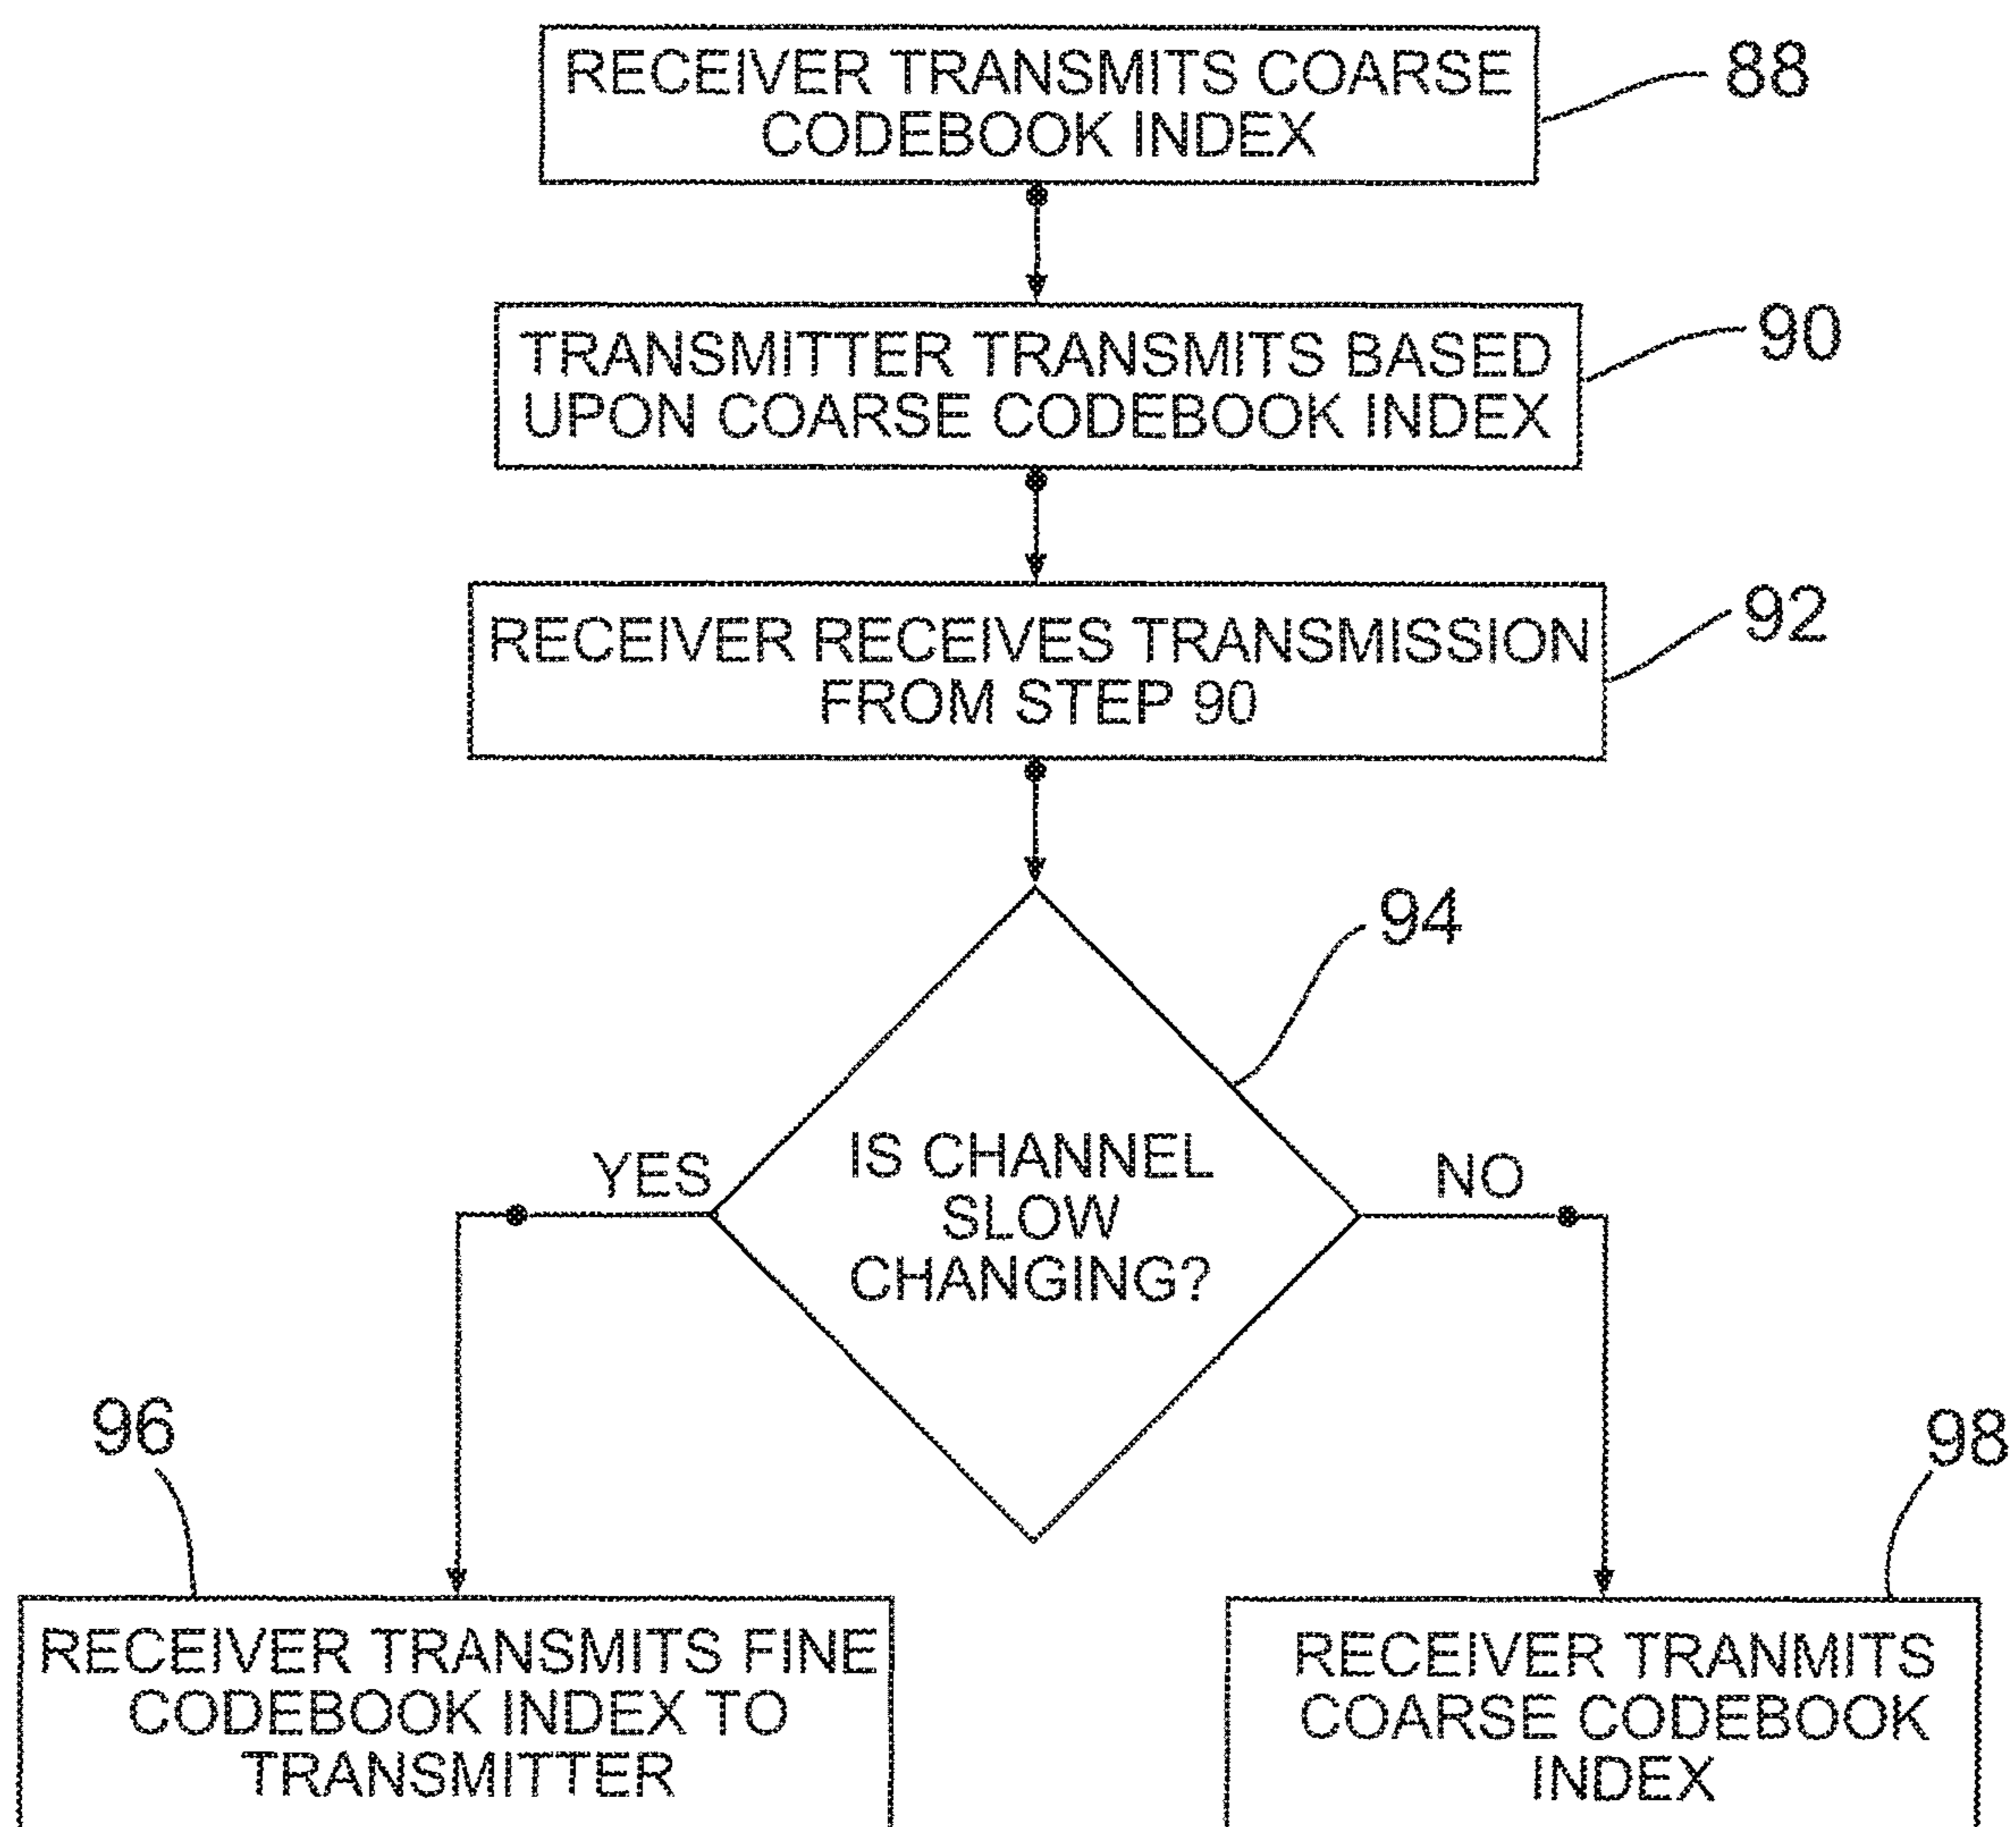 RECEIVER TRANSMITS COARSE
CODEBOOK INDEX
88
TRANSMITTER TRANSMITS BASED
UPON COARSE CODEBOOK INDEX
90
RECEIVER RECEIVES TRANSMISSION
FROM STEP 90
92
94
IS CHANNEL
SLOW
CHANGING?
YES
NO
96
98
RECEIVER TRANSMITS FINE
CODEBOOK INDEX TO
TRANSMITTER
RECEIVER TRANMITS
COARSE CODEBOOK
INDEX